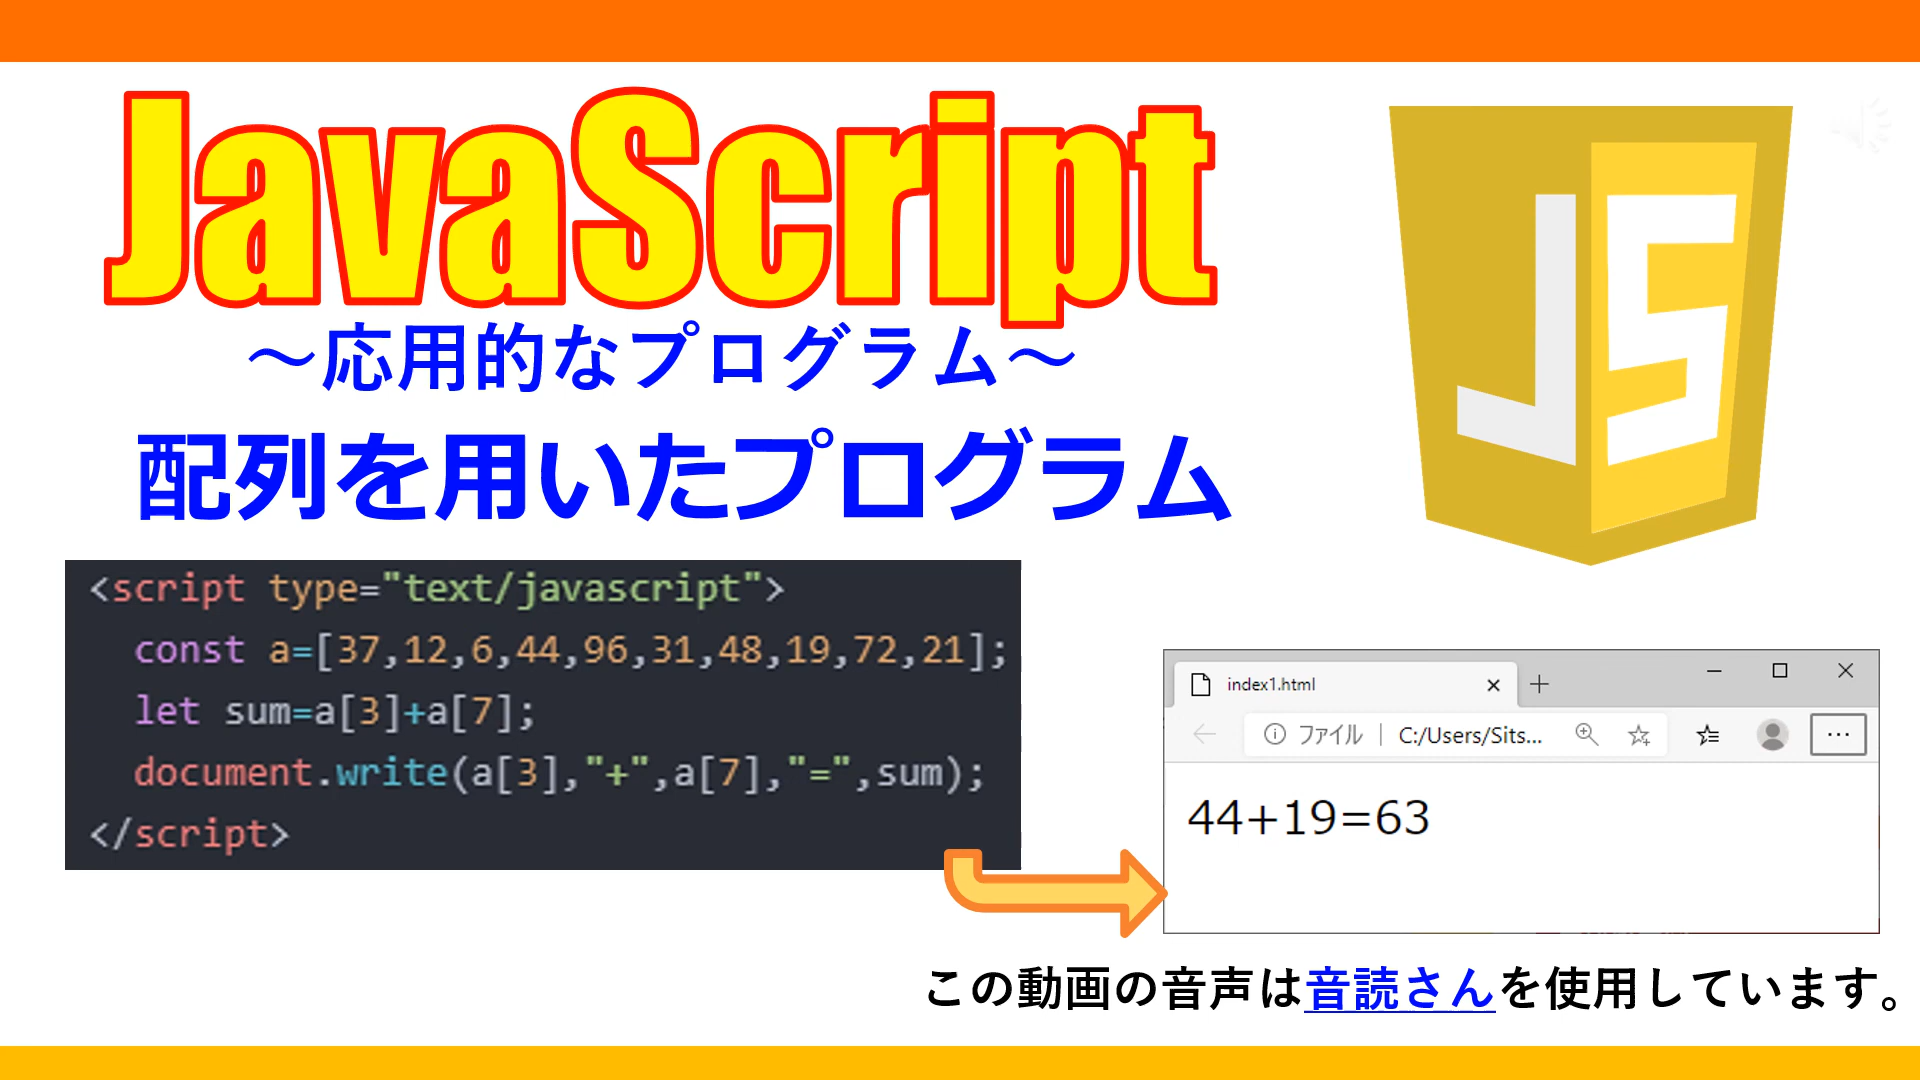 JavaScript
～応用的なプログラム～
配列を用いたプログラム
JS
<script type="text/javascript">
const a=[37,12,6,44,96,31,48,19,72,21];
let sum=a[3]+a[7];
document.write(a[3],"+",a[7],"=",sum);
</script>
index1.html
ファイル | C:/Users/Sits...
44+19=63
この動画の音声は音読さんを使用しています。